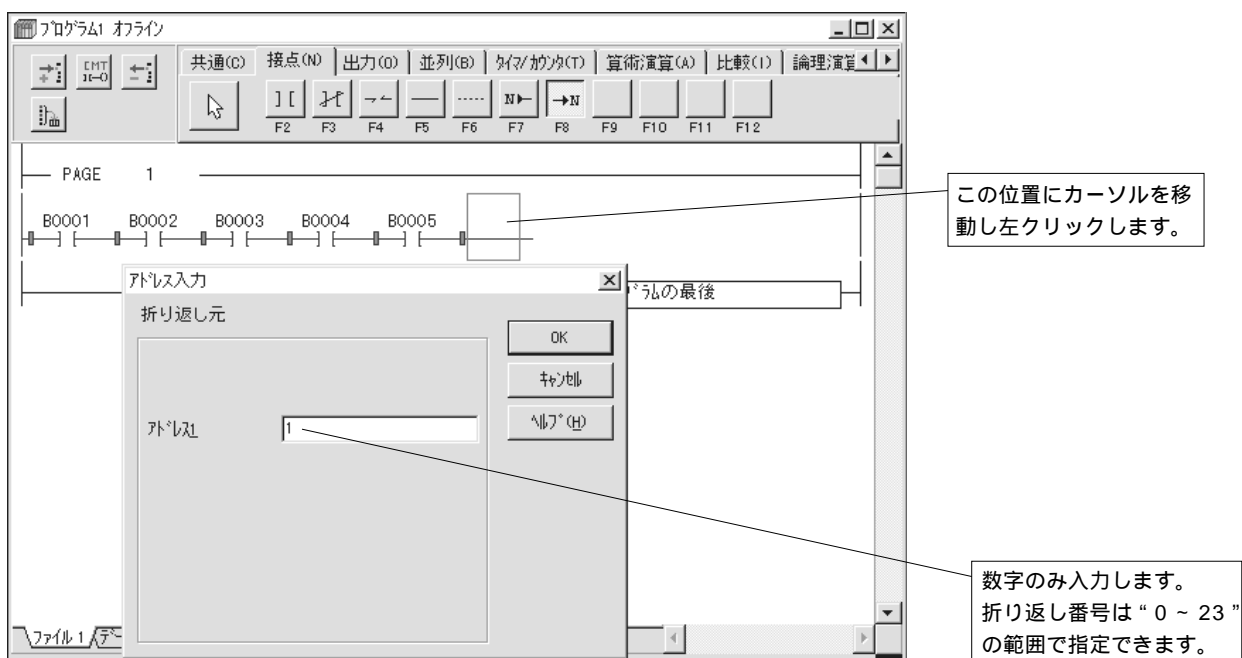 ﾌﾟﾛｸﾞﾗﾑ1 ｵﾌﾗｲﾝ
CMT
共通(C) 接点(N) 出力(O) 並列(B) ﾀｲﾏ/ｶｳﾝﾀ(T) 算術演算(A) 比較(I) 論理演算
N →N
F2 F3 F4 F5 F6 F7 F8 F9 F10 F11 F12
PAGE 1
B0001 B0002 B0003 B0004 B0005
この位置にカーソルを移
動し左クリックします。
ｱﾄﾞﾚｽ入力
ｸﾞﾗﾑの最後
折り返し元
OK
ｷｬﾝｾﾙ
ﾍﾙﾌﾟ(H)
ｱﾄﾞﾚｽ1 1
数字のみ入力します。
折り返し番号は“0 ~ 23”
の範囲で指定できます。
ﾌｧｲﾙ 1